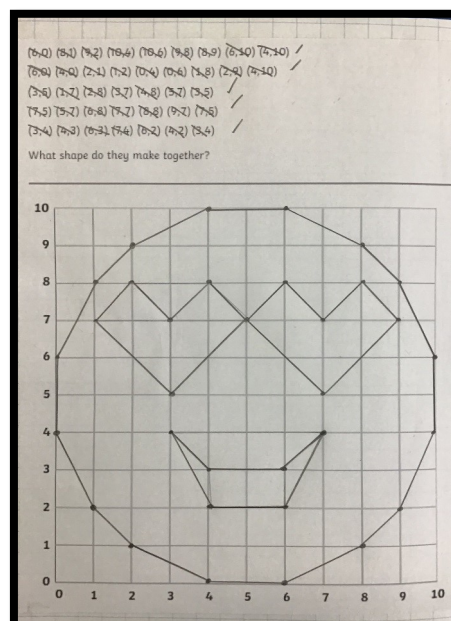 (6,0) (8,1) (9,2) (10,4) (10,6) (9,8) (8,9) (6,10) (4,10)
(6,0) (4,0) (2,1) (1,2) (0,4) (0,6) (1,8) (2,9) (4,10)
(3,5) (1,7) (2,8) (3,7) (4,8) (5,7) (3,5)
(7,5) (5,7) (6,8) (7,7) (8,8) (9,7) (7,5)
(3,4) (4,3) (6,3) (7,4) (6,2) (4,2) (3,4)
What shape do they make together?
10
9
8
7
6
5
4
3
2
1
0
0 1 2 3 4 5 6 7 8 9 10